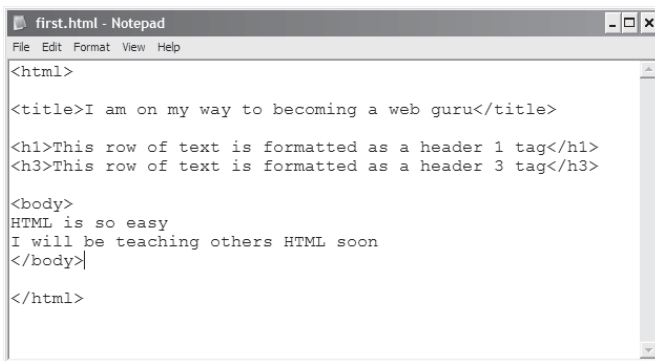 first.html - Notepad
File Edit Format View Help
<html>
<title>I am on my way to becoming a web guru</title>
<h1>This row of text is formatted as a header 1 tag</h1>
<h3>This row of text is formatted as a header 3 tag</h3>
<body>
HTML is so easy
I will be teaching others HTML soon
</body>
</html>